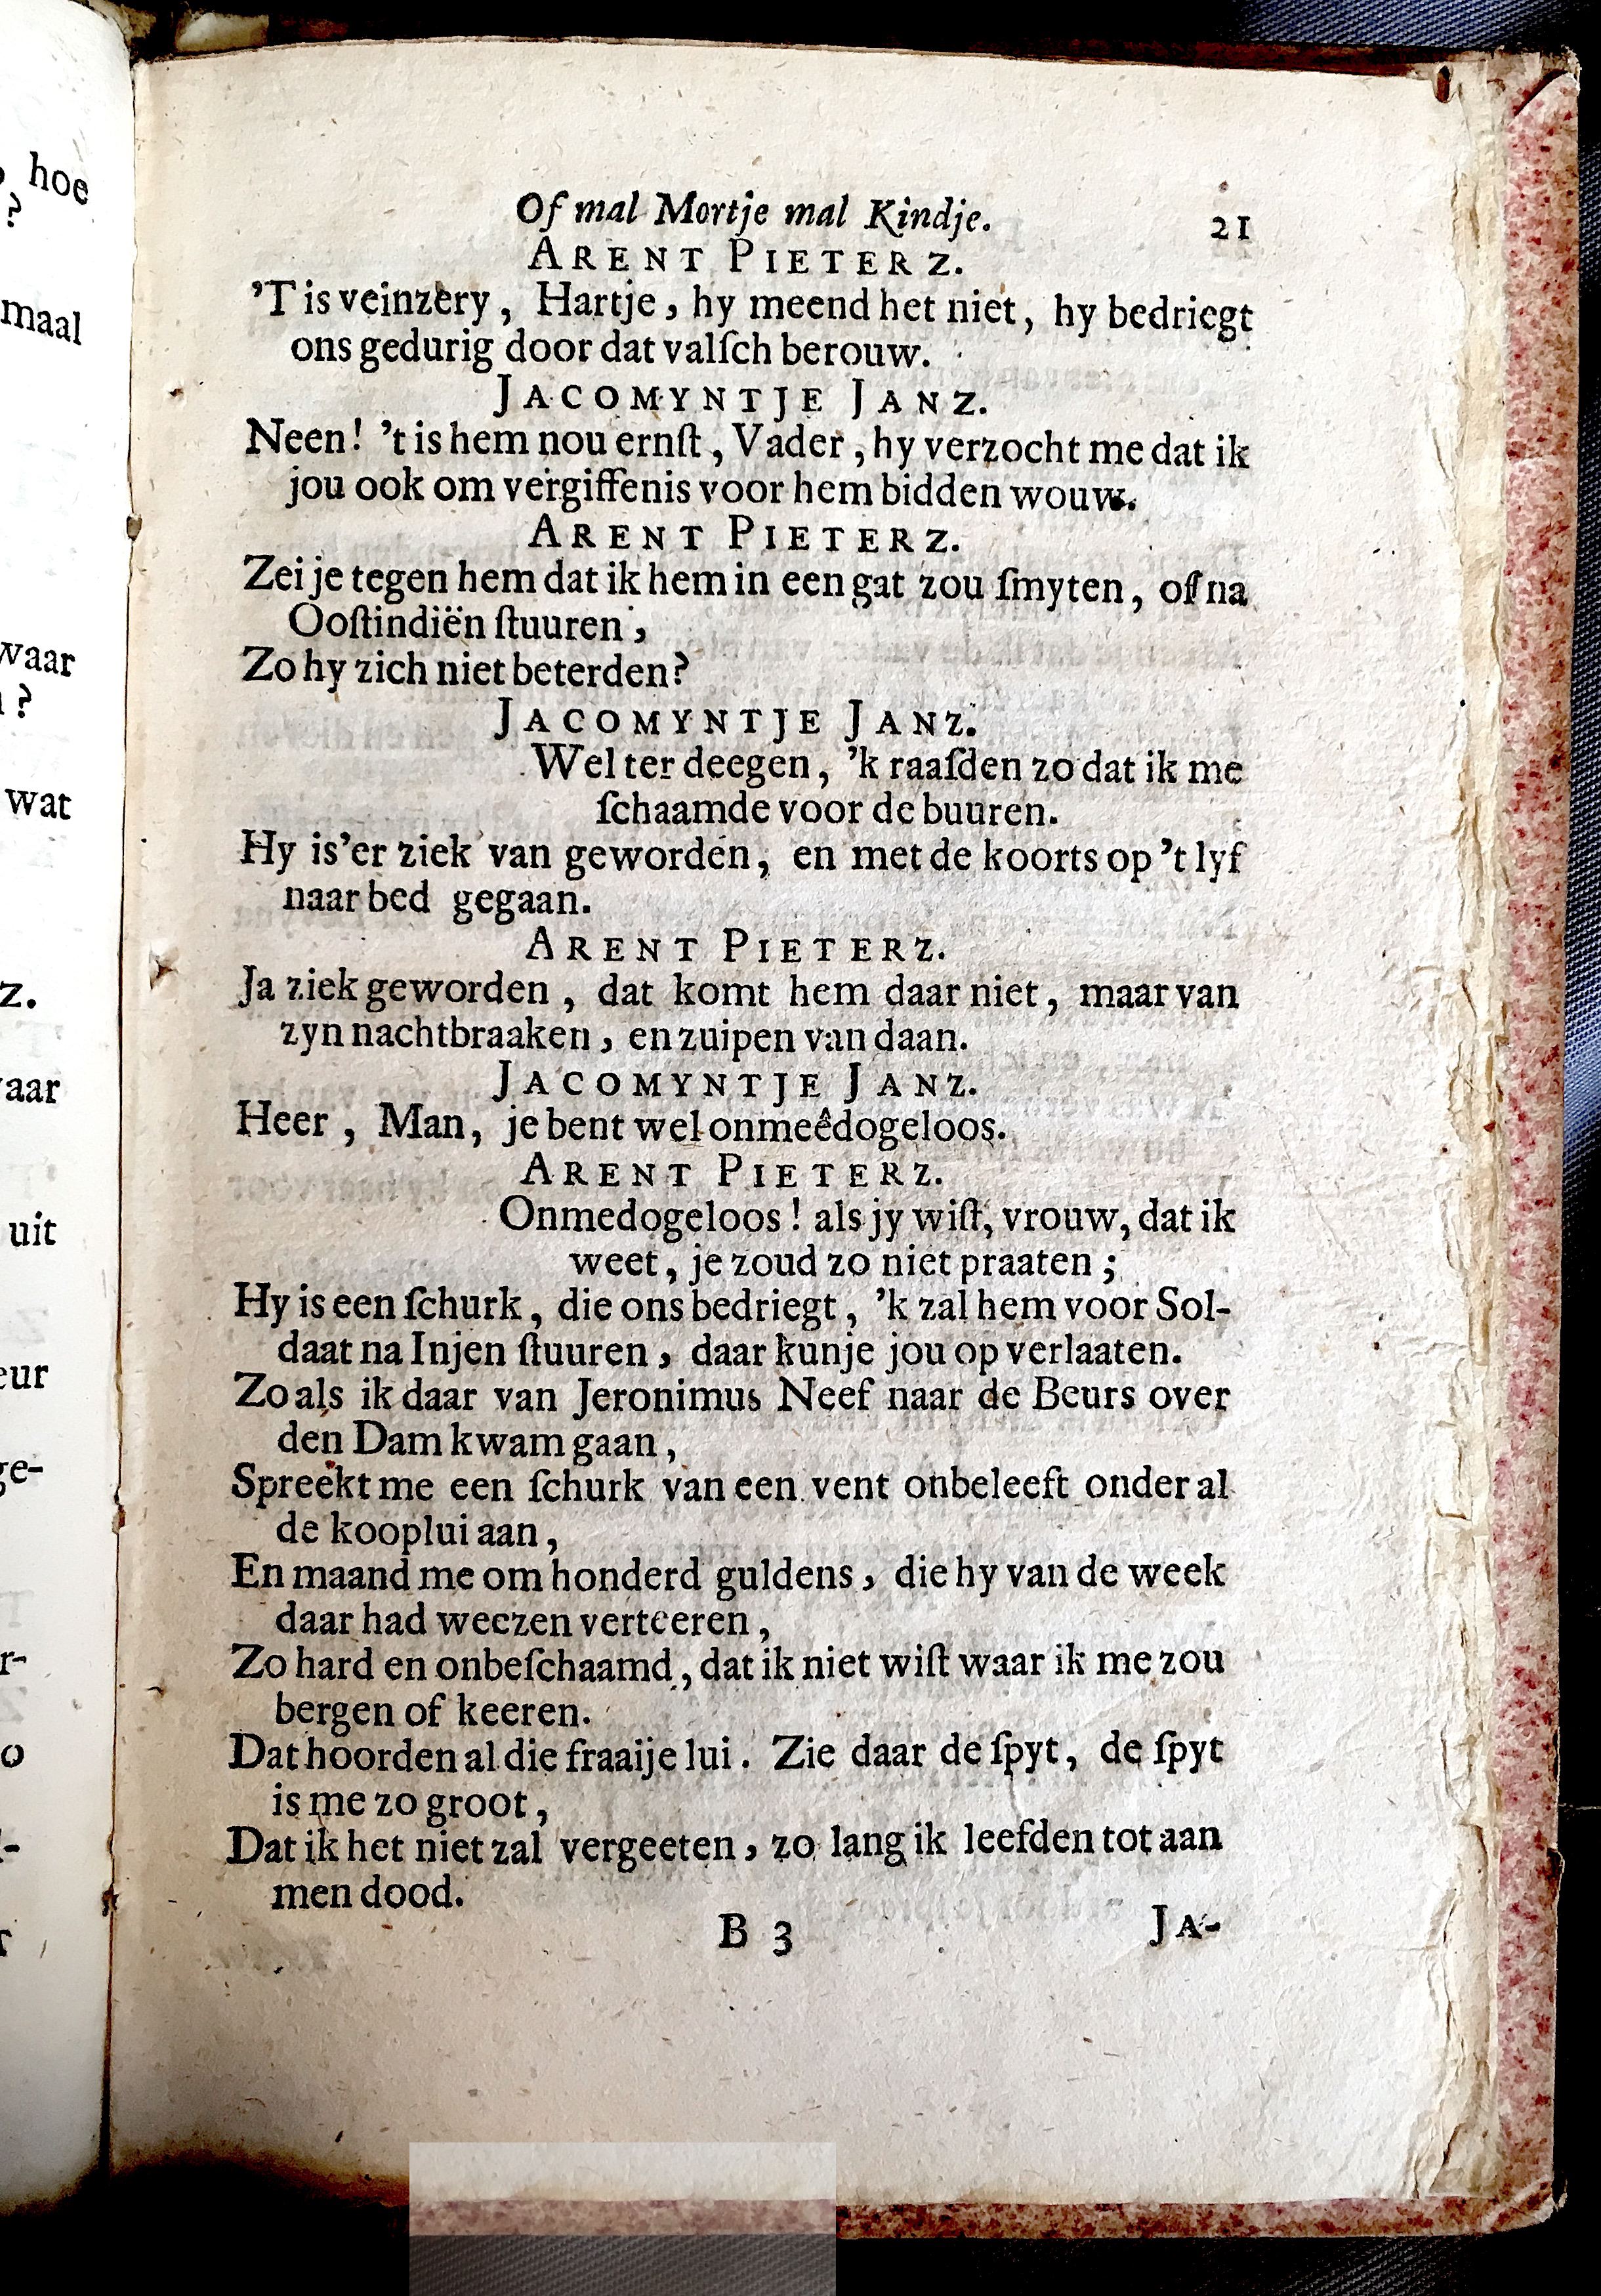 Of mal Mortje mal Kindje. 21
ARENT PIETERZ.
'T is veinzery, Hartje, hy meend het niet, hy bedriegt
ons gedurig door dat valſch berouw.
JACOMYNTJE JANZ.
Neen! 't is hem nou ernſt, Vader, hy verzocht me dat ik
jou ook om vergiffenis voor hem bidden wouw.
ARENT PIETERZ.
Zei je tegen hem dat ik hem in een gat zou ſmyten, of na
Ooſtindiën ſtuuren,
Zo hy zich niet beterden?
JACOMYNTJE JANZ.
Wel ter deegen, 'k raaſden zo dat ik me
ſchaamde voor de buuren.
Hy is'er ziek van geworden, en met de koorts op 't lyf
naar bed gegaan.
ARENT PIETERZ.
Ja ziek geworden, dat komt hem daar niet, maar van
zyn nachtbraaken, en zuipen van daan.
JACOMYNTJE JANZ.
Heer, Man, je bent wel onmeêdogeloos.
ARENT PIETERZ.
Onmedogeloos! als jy wiſt, vrouw, dat ik
weet, je zoud zo niet praaten;
Hy is een ſchurk, die ons bedriegt, 'k zal hem voor Sol-
daat na Injen ſtuuren, daar kunje jou op verlaaten.
Zo als ik daar van Jeronimus Neef naar de Beurs over
den Dam kwam gaan,
Spreekt me een ſchurk van een vent onbeleeft onder al
de kooplui aan,
En maand me om honderd guldens, die hy van de week
daar had weezen verteeren,
Zo hard en onbeſchaamd, dat ik niet wiſt waar ik me zou
bergen of keeren.
Dat hoorden al die fraaije lui. Zie daar de ſpyt, de ſpyt
is me zo groot,
Dat ik het niet zal vergeeten, zo lang ik leefden tot aan
men dood.
B 3 JA-
hoe
?
maal
waar
?
wat
z.
aar
uit
eur
ge-
r-